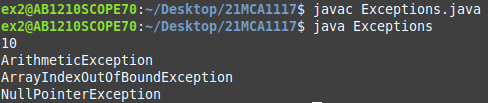 ex2@AB1210SCOPE70:~/Desktop/21MCA1117$ javac Exceptions.java
ex2@AB1210SCOPE70:~/Desktop/21MCA1117$ java Exceptions
10
ArithmeticException
ArrayIndexOutOfBoundException
NullPointerException